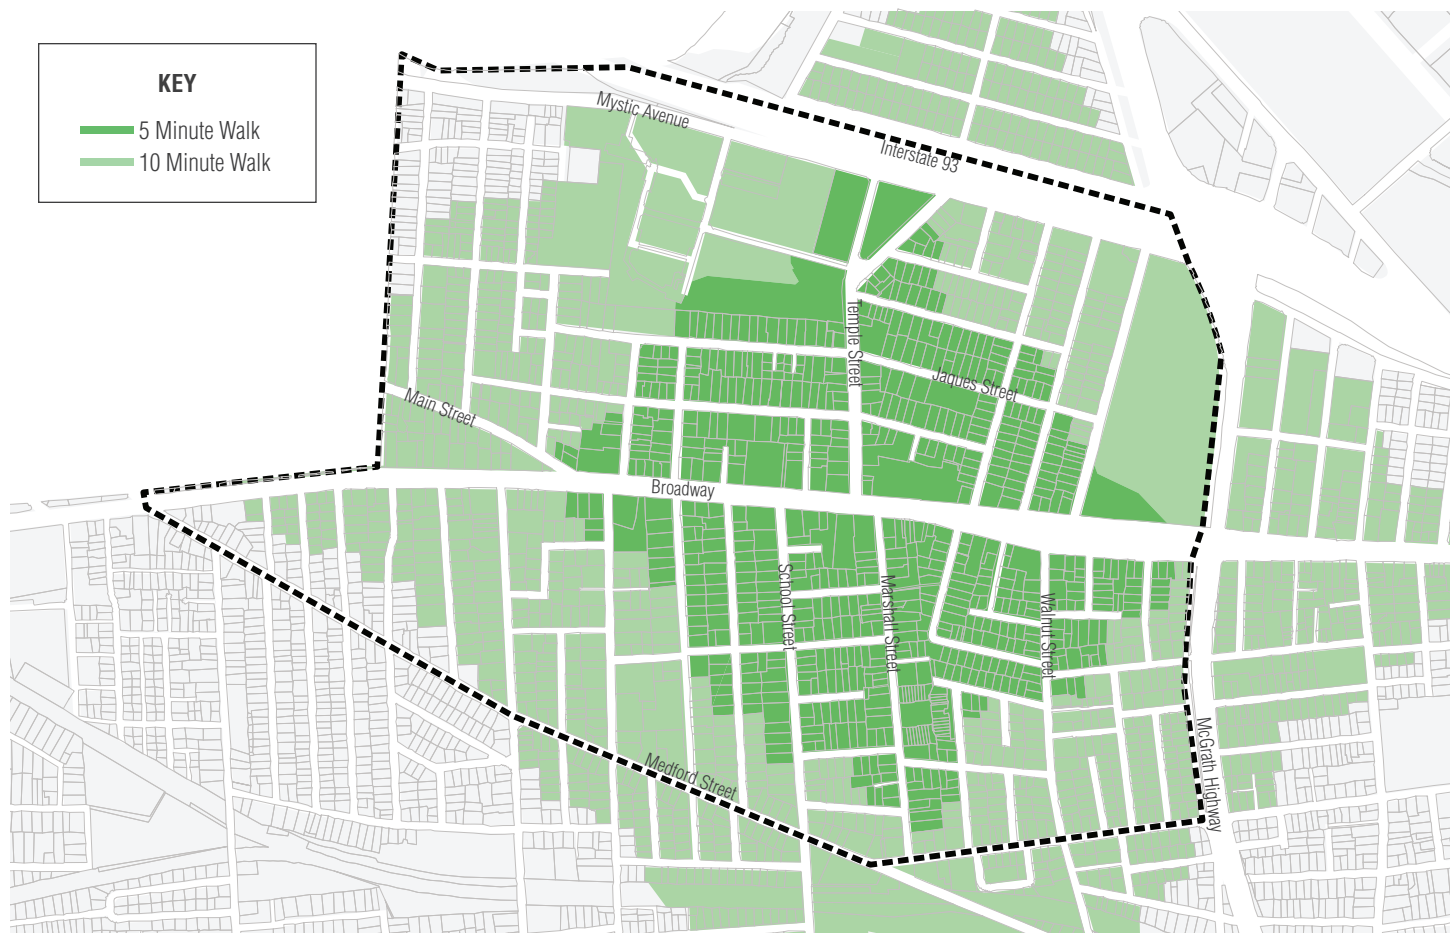 KEY
5 Minute Walk
10 Minute Walk
Mystic Avenue
Interstate 93
Temple Street
Jaques Street
Main Street
Broadway
School Street
Marshall Street
Walnut Street
McGrath Highway
Medford Street